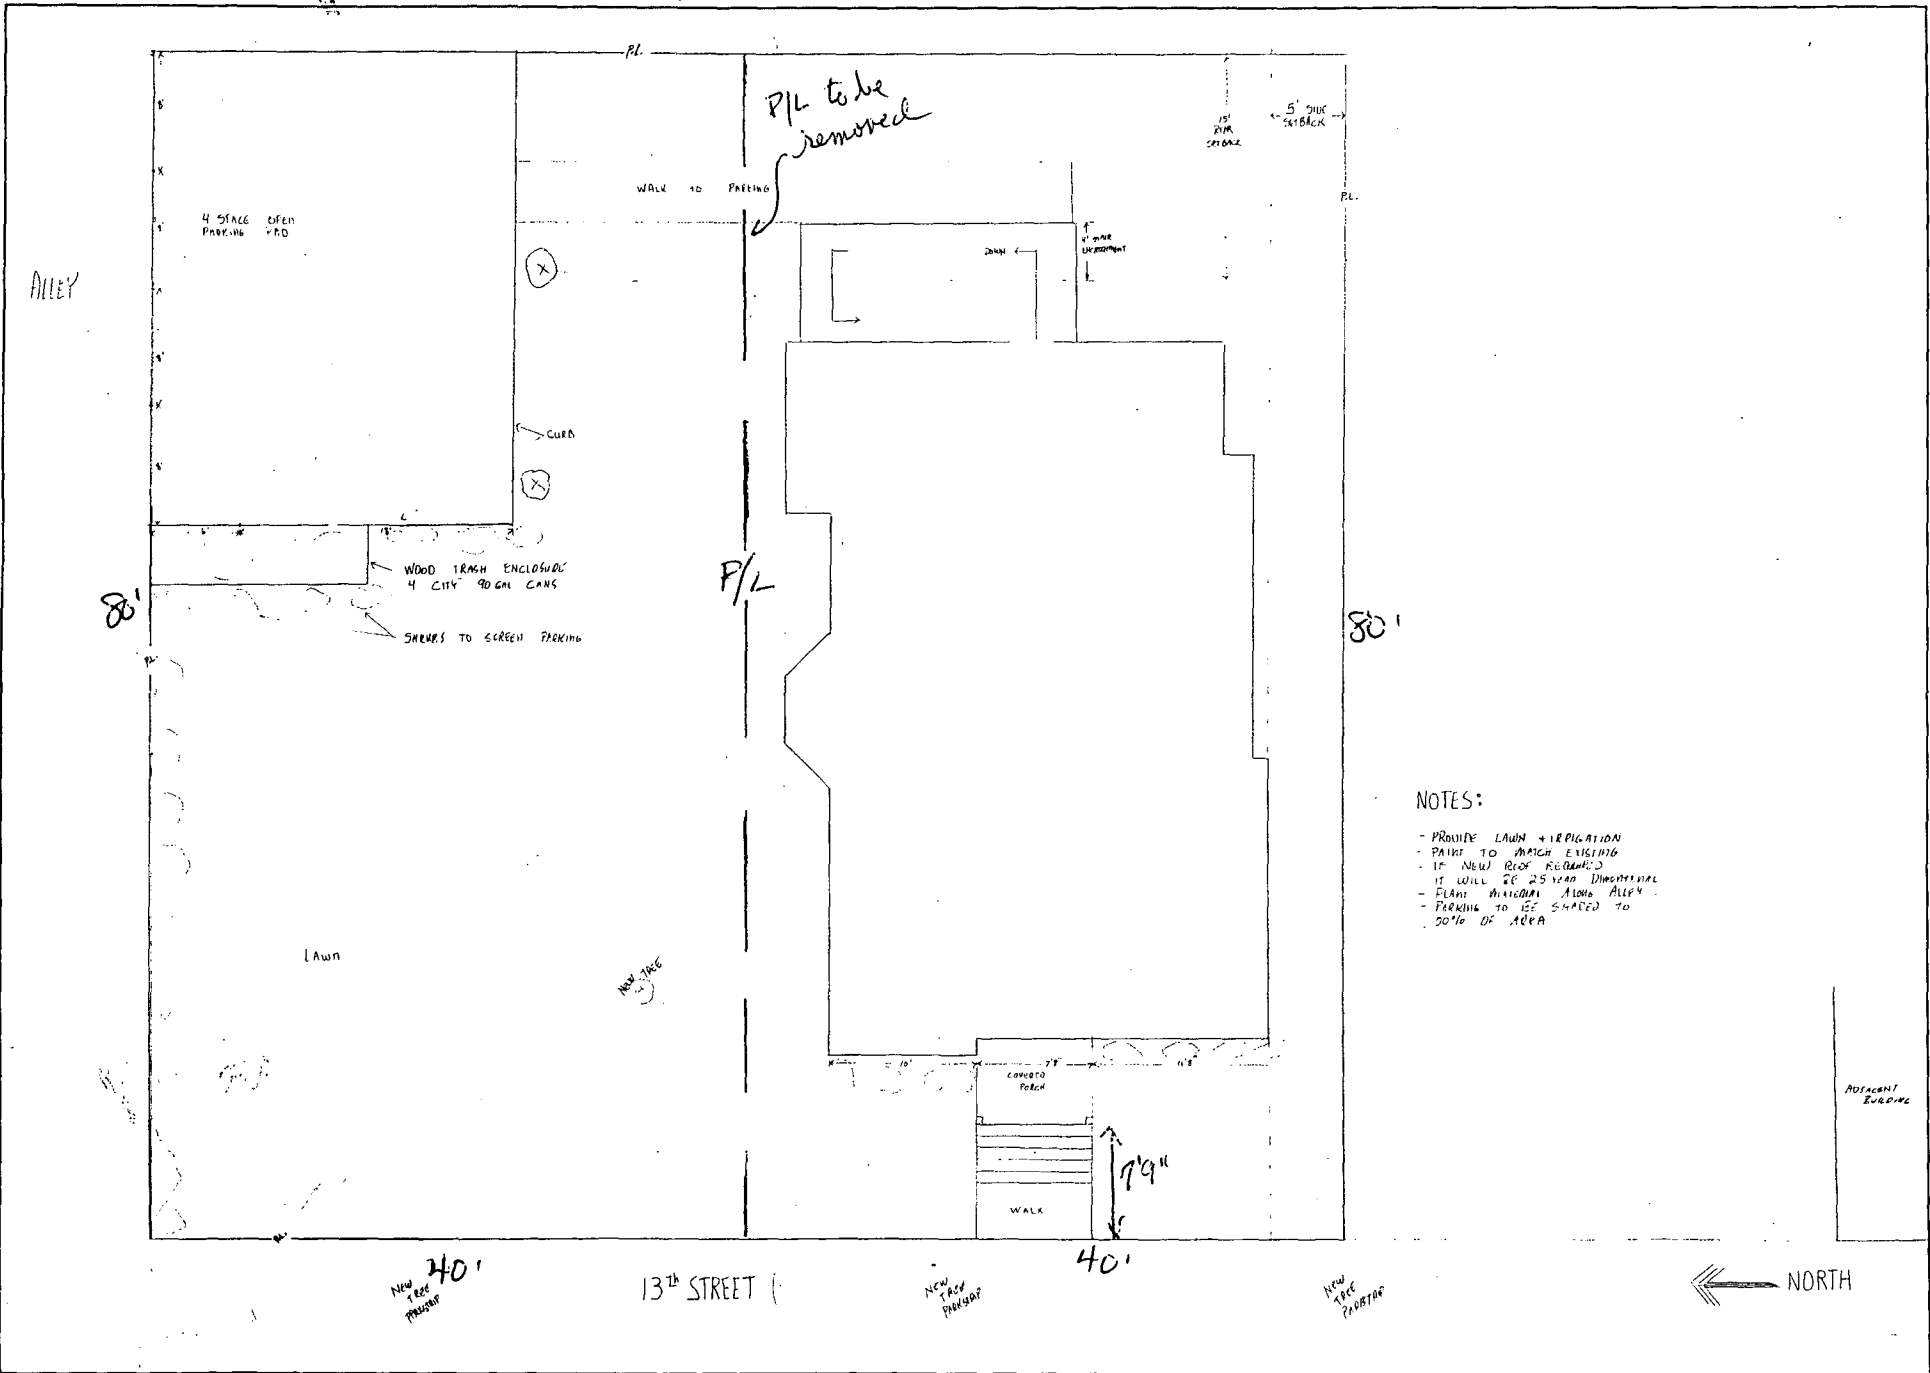 P.L.
P/L to be
removed
5' SIDE
SETBACK
15'
REAR
SETBACK
P.L.
WALK TO PARKING
4 SPACE OPEN
PARKING PAD
4' STAIR
ENCROACHMENT
DOWN
ALLEY
CURB
WOOD TRASH ENCLOSURE
4 CITY 90 GAL CANS
P/L
80'
80'
SHRUBS TO SCREEN PARKING
P.L.
NOTES:
- PROVIDE LAWN + IRRIGATION
- PAINT TO MATCH EXISTING
- IF NEW ROOF REQUIRED
IT WILL BE 25 YEAR DIMENSIONAL
- PLANT MATERIAL ALONG ALLEY
- PARKING TO BE SHADED TO
50% OF AREA
LAWN
NEW TREE
10'
7'8"
11'8"
COVERED
PORCH
ADJACENT
BUILDING
7'9"
WALK
P.L.
40'
40'
13TH STREET
NEW
TREE
PARKSTRIP
NEW
TREE
PARKSTRIP
NEW
TREE
PARKSTRIP
NORTH